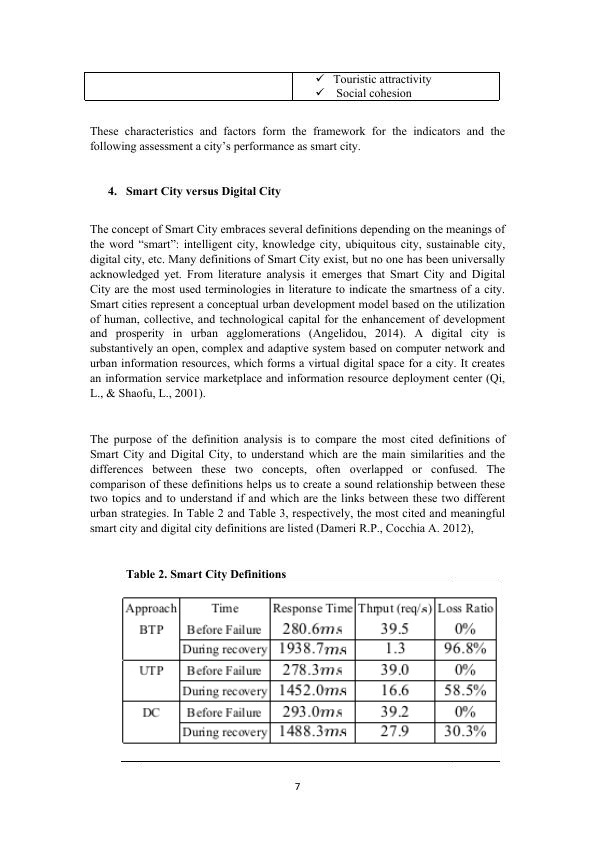 ✓ Touristic attractivity
✓ Social cohesion
These characteristics and factors form the framework for the indicators and the
following assessment a city's performance as smart city.
4. Smart City versus Digital City
The concept of Smart City embraces several definitions depending on the meanings of
the word “smart”: intelligent city, knowledge city, ubiquitous city, sustainable city,
digital city, etc. Many definitions of Smart City exist, but no one has been universally
acknowledged yet. From literature analysis it emerges that Smart City and Digital
City are the most used terminologies in literature to indicate the smartness of a city.
Smart cities represent a conceptual urban development model based on the utilization
of human, collective, and technological capital for the enhancement of development
and prosperity in urban agglomerations (Angelidou, 2014). A digital city is
substantively an open, complex and adaptive system based on computer network and
urban information resources, which forms a virtual digital space for a city. It creates
an information service marketplace and information resource deployment center (Qi,
L., & Shaofu, L., 2001).
The purpose of the definition analysis is to compare the most cited definitions of
Smart City and Digital City, to understand which are the main similarities and the
differences between these two concepts, often overlapped or confused. The
comparison of these definitions helps us to create a sound relationship between these
two topics and to understand if and which are the links between these two different
urban strategies. In Table 2 and Table 3, respectively, the most cited and meaningful
smart city and digital city definitions are listed (Dameri R.P., Cocchia A. 2012),
Table 2. Smart City Definitions
Approach Time Response Time Thput (req/s) Loss Ratio
BTP Before Failure 280.6ms 39.5 0%
During recovery 1938.7ms 1.3 96.8%
UTP Before Failure 278.3ms 39.0 0%
During recovery 1452.0ms 16.6 58.5%
DC Before Failure 293.0ms 39.2 0%
During recovery 1488.3ms 27.9 30.3%
7